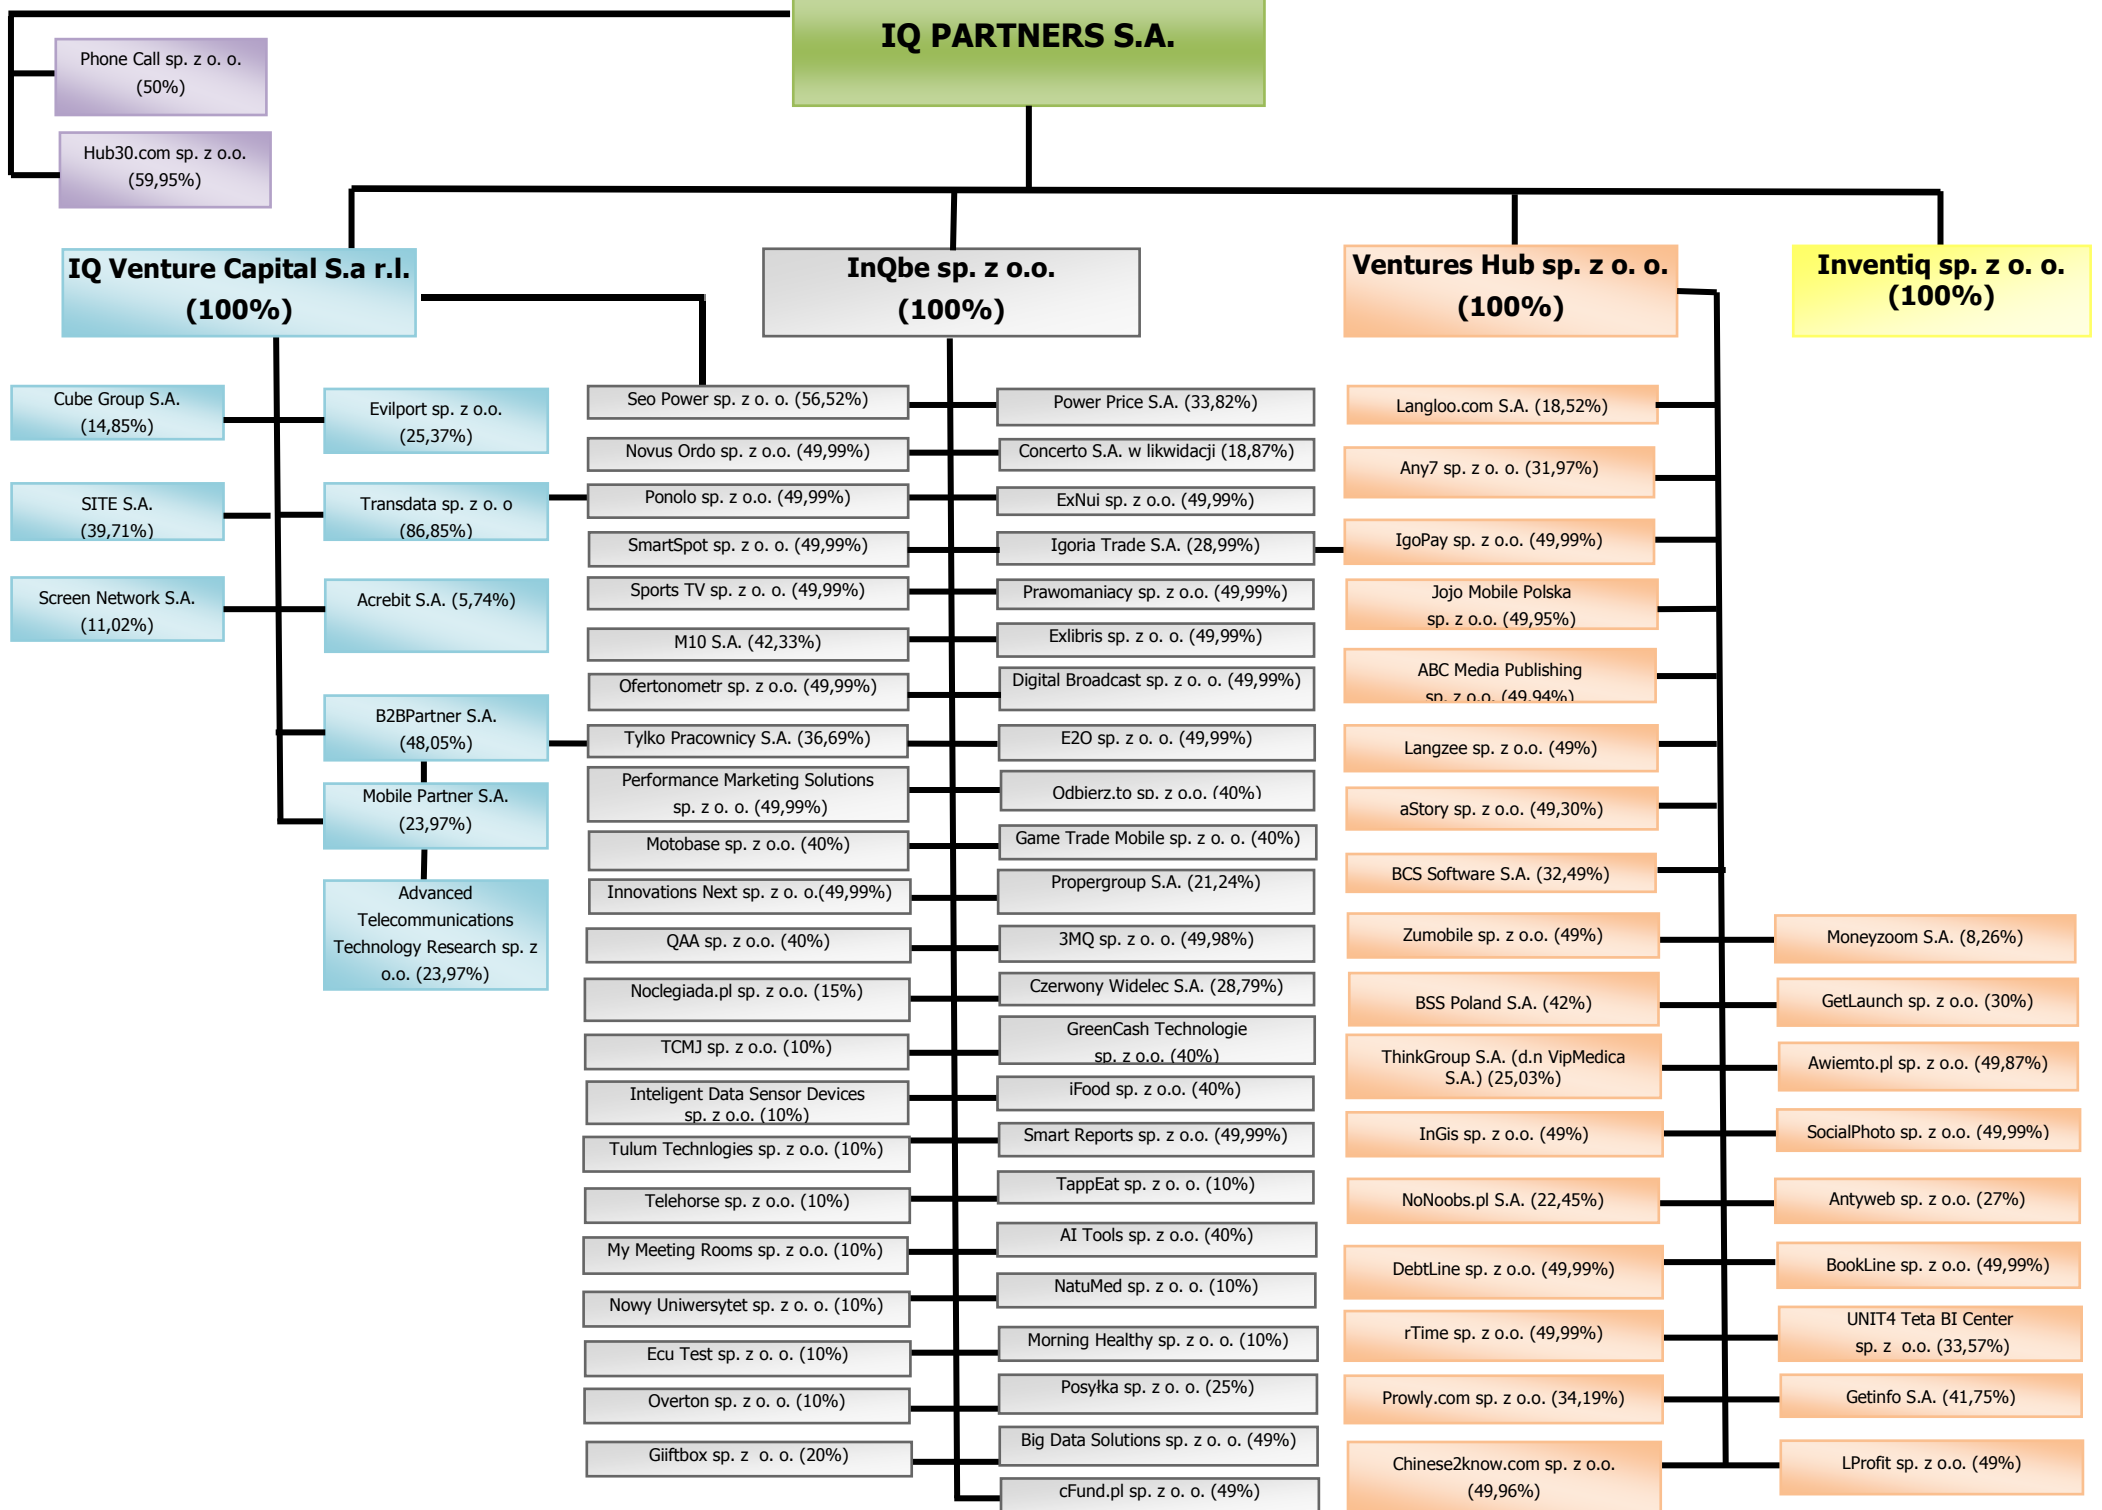 IQ PARTNERS S.A.
Phone Call sp. z o. o.
(50%)
Hub30.com sp. z o.o.
(59,95%)
IQ Venture Capital S.a r.l.
(100%)
InQbe sp. z o.o.
(100%)
Ventures Hub sp. z o. o.
(100%)
Inventiq sp. z o. o.
(100%)
Cube Group S.A.
(14,85%)
Evilport sp. z o.o.
(25,37%)
SITE S.A.
(39,71%)
Transdata sp. z o. o
(86,85%)
Screen Network S.A.
(11,02%)
Acrebit S.A. (5,74%)
B2BPartner S.A.
(48,05%)
Mobile Partner S.A.
(23,97%)
Advanced
Telecommunications
Technology Research sp. z
o.o. (23,97%)
Seo Power sp. z o. o. (56,52%)
Novus Ordo sp. z o.o. (49,99%)
Ponolo sp. z o.o. (49,99%)
SmartSpot sp. z o. o. (49,99%)
Sports TV sp. z o. o. (49,99%)
M10 S.A. (42,33%)
Ofertonometr sp. z o.o. (49,99%)
Tylko Pracownicy S.A. (36,69%)
Performance Marketing Solutions
sp. z o. o. (49,99%)
Motobase sp. z o.o. (40%)
Innovations Next sp. z o. o.(49,99%)
QAA sp. z o.o. (40%)
Noclegiada.pl sp. z o.o. (15%)
TCMJ sp. z o.o. (10%)
Inteligent Data Sensor Devices
sp. z o.o. (10%)
Tulum Technlogies sp. z o.o. (10%)
Telehorse sp. z o.o. (10%)
My Meeting Rooms sp. z o.o. (10%)
Nowy Uniwersytet sp. z o. o. (10%)
Ecu Test sp. z o. o. (10%)
Overton sp. z o. o. (10%)
Giiftbox sp. z  o. o. (20%)
Power Price S.A. (33,82%)
Concerto S.A. w likwidacji (18,87%)
ExNui sp. z o.o. (49,99%)
Igoria Trade S.A. (28,99%)
Prawomaniacy sp. z o.o. (49,99%)
Exlibris sp. z o. o. (49,99%)
Digital Broadcast sp. z o. o. (49,99%)
E2O sp. z o. o. (49,99%)
Odbierz.to sp. z o.o. (40%)
Game Trade Mobile sp. z o. o. (40%)
Propergroup S.A. (21,24%)
3MQ sp. z o. o. (49,98%)
Czerwony Widelec S.A. (28,79%)
GreenCash Technologie
sp. z o.o. (40%)
iFood sp. z o.o. (40%)
Smart Reports sp. z o.o. (49,99%)
TappEat sp. z o. o. (10%)
AI Tools sp. z o.o. (40%)
NatuMed sp. z o. o. (10%)
Morning Healthy sp. z o. o. (10%)
Posyłka sp. z o. o. (25%)
Big Data Solutions sp. z o. o. (49%)
cFund.pl sp. z o. o. (49%)
Langloo.com S.A. (18,52%)
Any7 sp. z o. o. (31,97%)
IgoPay sp. z o.o. (49,99%)
Jojo Mobile Polska
sp. z o.o. (49,95%)
ABC Media Publishing
sp. z o.o. (49,94%)
Langzee sp. z o.o. (49%)
aStory sp. z o.o. (49,30%)
BCS Software S.A. (32,49%)
Zumobile sp. z o.o. (49%)
BSS Poland S.A. (42%)
ThinkGroup S.A. (d.n VipMedica
S.A.) (25,03%)
InGis sp. z o.o. (49%)
NoNoobs.pl S.A. (22,45%)
DebtLine sp. z o.o. (49,99%)
rTime sp. z o.o. (49,99%)
Prowly.com sp. z o.o. (34,19%)
Chinese2know.com sp. z o.o.
(49,96%)
Moneyzoom S.A. (8,26%)
GetLaunch sp. z o.o. (30%)
Awiemto.pl sp. z o.o. (49,87%)
SocialPhoto sp. z o.o. (49,99%)
Antyweb sp. z o.o. (27%)
BookLine sp. z o.o. (49,99%)
UNIT4 Teta BI Center
sp. z  o.o. (33,57%)
Getinfo S.A. (41,75%)
LProfit sp. z o.o. (49%)